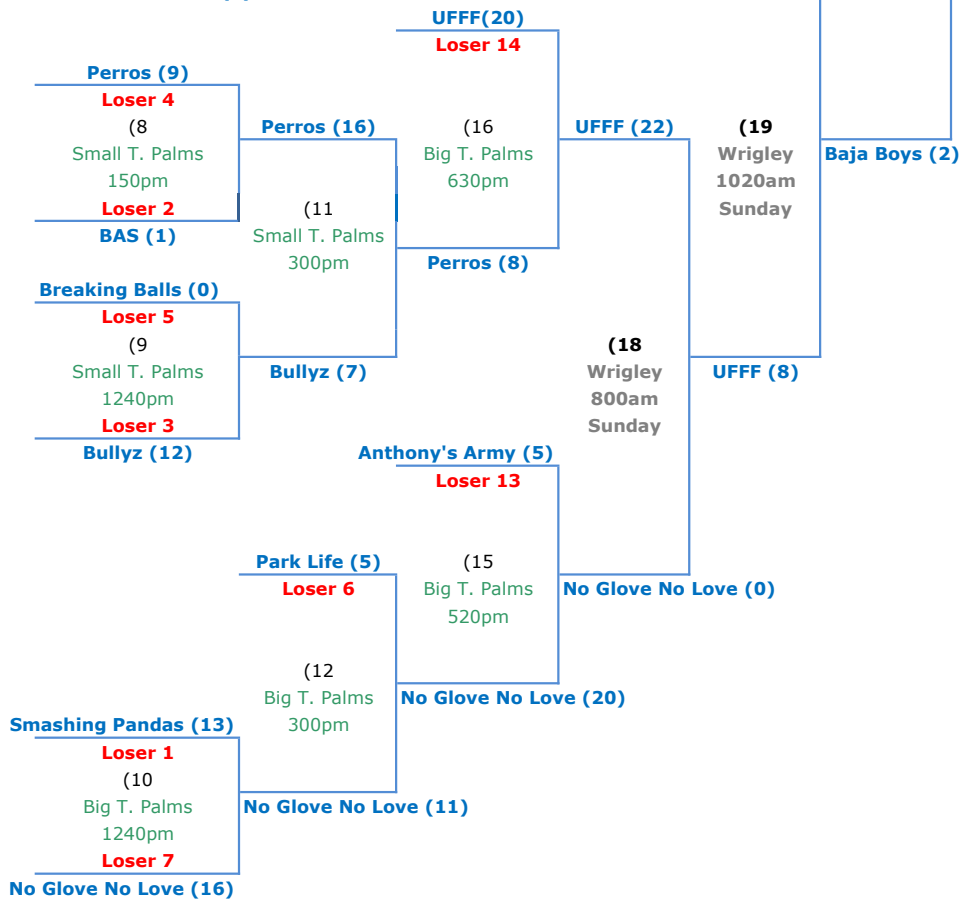 UFFF(20)
Loser 14
Perros (9)
Loser 4
(8
Small T. Palms
150pm
Loser 2
BAS (1)
Perros (16)
(16
Big T. Palms
630pm
UFFF (22)
(19
Wrigley
1020am
Sunday
Baja Boys (2)
(11
Small T. Palms
300pm
Perros (8)
Breaking Balls (0)
Loser 5
(9
Small T. Palms
1240pm
Loser 3
Bullyz (12)
Bullyz (7)
(18
Wrigley
800am
Sunday
UFFF (8)
Anthony's Army (5)
Loser 13
Park Life (5)
Loser 6
(15
Big T. Palms
520pm
No Glove No Love (0)
(12
Big T. Palms
300pm
No Glove No Love (20)
Smashing Pandas (13)
Loser 1
(10
Big T. Palms
1240pm
Loser 7
No Glove No Love (16)
No Glove No Love (11)